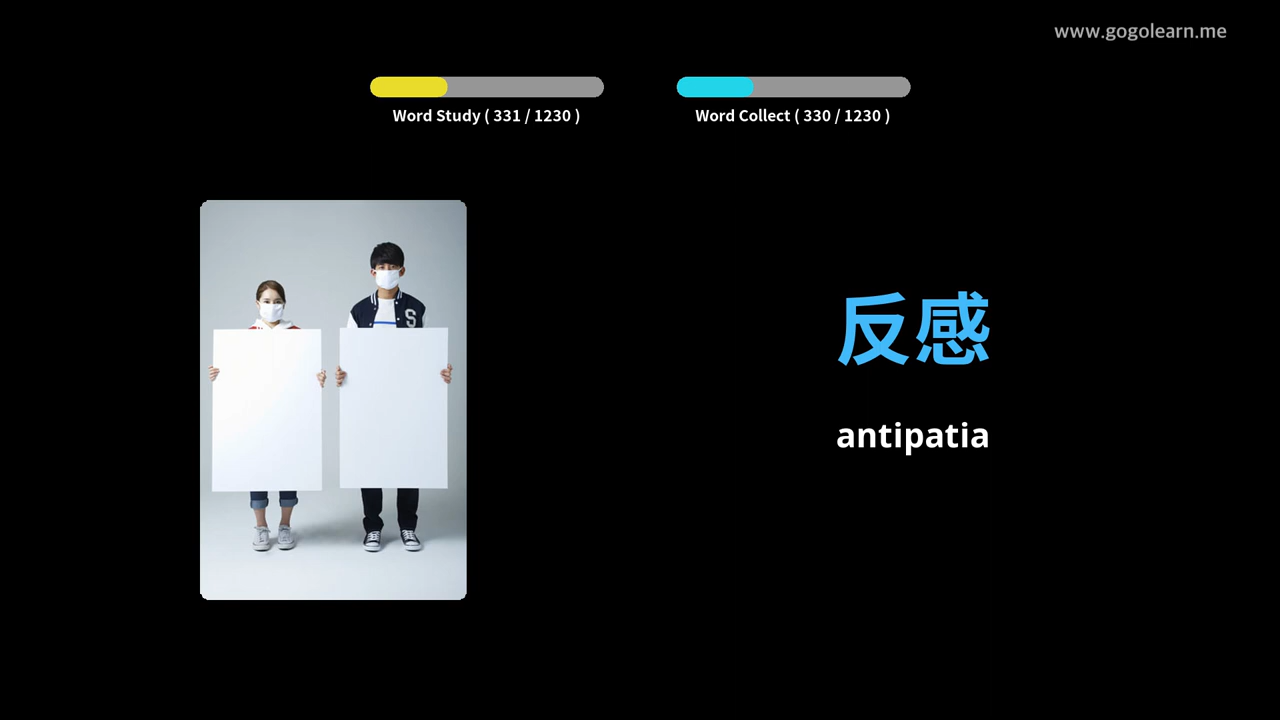 www.gogolearn.me
Word Study ( 331 / 1230 )
Word Collect ( 330 / 1230 )
S
反感
antipatia